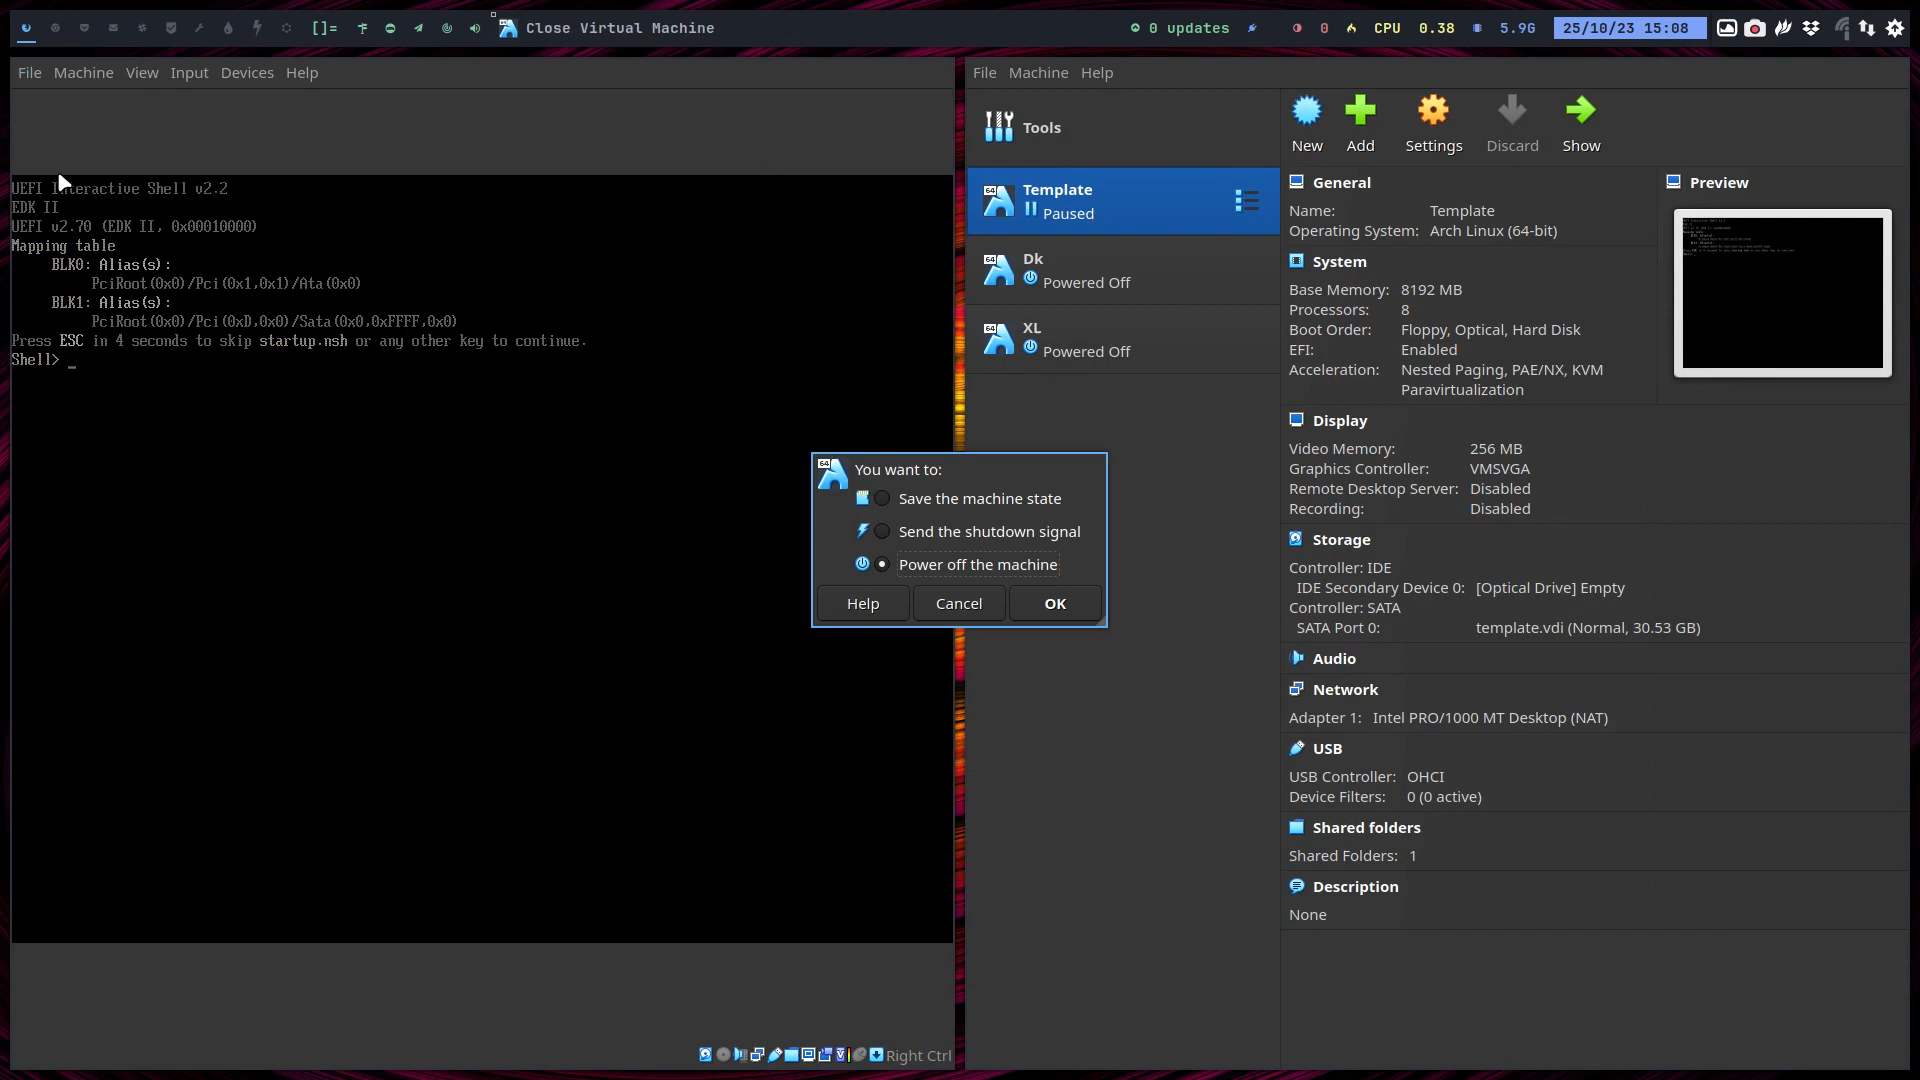 []=
Close Virtual Machine
0 updates
0
CPU 0.38
5.9G
25/10/23 15:08
File Machine View Input Devices Help
UEFI Interactive Shell v2.2
EDK II
UEFI v2.70 (EDK II, 0x00010000)
Mapping table
BLK0: Alias(s):
PciRoot(0x0)/Pci(0x1,0x1)/Ata(0x0)
BLK1: Alias(s):
PciRoot(0x0)/Pci(0xD,0x0)/Sata(0x0,0xFFFF,0x0)
Press ESC in 4 seconds to skip startup.nsh or any other key to continue.
Shell> _
Right Ctrl
You want to:
Save the machine state
Send the shutdown signal
Power off the machine
Help Cancel OK
File Machine Help
Tools
64
Template
Paused
64
Dk
Powered Off
64
XL
Powered Off
New Add Settings Discard Show
General
Name: Template
Operating System: Arch Linux (64-bit)
System
Base Memory: 8192 MB
Processors: 8
Boot Order: Floppy, Optical, Hard Disk
EFI: Enabled
Acceleration: Nested Paging, PAE/NX, KVM
Paravirtualization
Preview
Display
Video Memory: 256 MB
Graphics Controller: VMSVGA
Remote Desktop Server: Disabled
Recording: Disabled
Storage
Controller: IDE
IDE Secondary Device 0: [Optical Drive] Empty
Controller: SATA
SATA Port 0: template.vdi (Normal, 30.53 GB)
Audio
Network
Adapter 1: Intel PRO/1000 MT Desktop (NAT)
USB
USB Controller: OHCI
Device Filters: 0 (0 active)
Shared folders
Shared Folders: 1
Description
None